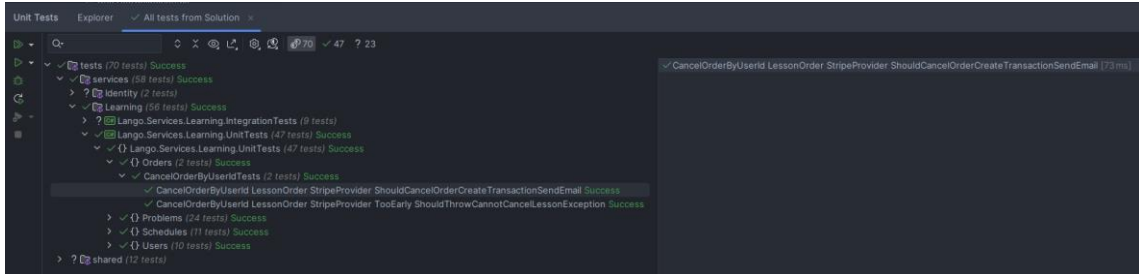 Unit Tests Explorer All tests from Solution
70 47 ? 23
tests (70 tests) Success
CancelOrderByUserId LessonOrder StripeProvider ShouldCancelOrderCreateTransactionSendEmail [73 ms]
services (58 tests) Success
? Identity (2 tests)
Learning (56 tests) Success
? Lango.Services.Learning.IntegrationTests (9 tests)
Lango.Services.Learning.UnitTests (47 tests) Success
{} Lango.Services.Learning.UnitTests (47 tests) Success
{} Orders (2 tests) Success
CancelOrderByUserIdTests (2 tests) Success
CancelOrderByUserId LessonOrder StripeProvider ShouldCancelOrderCreateTransactionSendEmail Success
CancelOrderByUserId LessonOrder StripeProvider TooEarly ShouldThrowCannotCancelLessonException Success
{} Problems (24 tests) Success
{} Schedules (11 tests) Success
{} Users (10 tests) Success
? shared (12 tests)